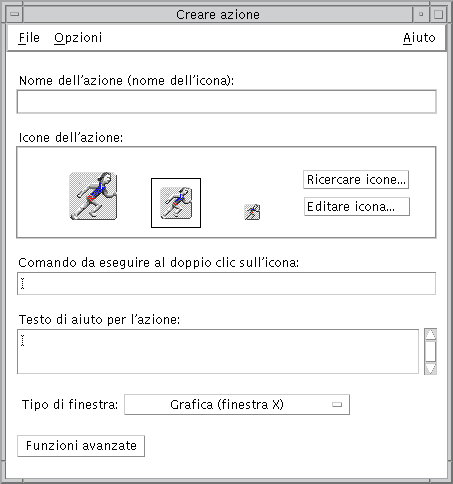 Creare azione
File Opzioni Aiuto
Nome dell'azione (nome dell'icona):
Icone dell'azione:
Ricercare icone...
Editare icona...
Comando da eseguire al doppio clic sull'icona:
Testo di aiuto per l'azione:
Tipo di finestra: Grafica (finestra X)
Funzioni avanzate